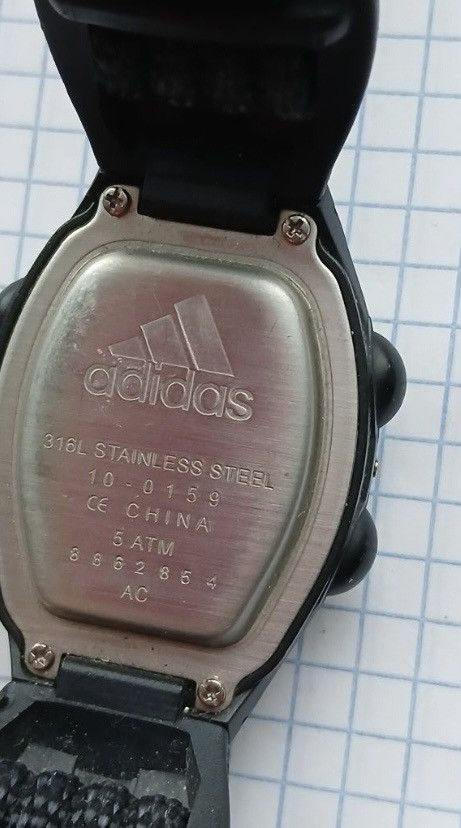 adidas
316L STAINLESS STEEL
10-0159
CE CHINA
5 ATM
8862854
AC